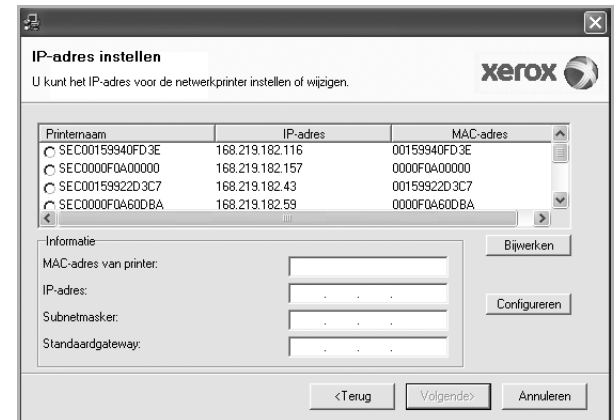 IP-adres instellen
U kunt het IP-adres voor de netwerkprinter instellen of wijzigen.
xerox
Printernaam IP-adres MAC-adres
SEC00159940FD3E 168.219.182.116 00159940FD3E
SEC0000F0A00000 168.219.182.157 0000F0A00000
SEC00159922D3C7 168.219.182.43 00159922D3C7
SEC0000F0A60DBA 168.219.182.59 0000F0A60DBA
Informatie
Bijwerken
MAC-adres van printer:
IP-adres:
Configureren
Subnetmasker:
Standaardgateway:
<Terug Volgende> Annuleren